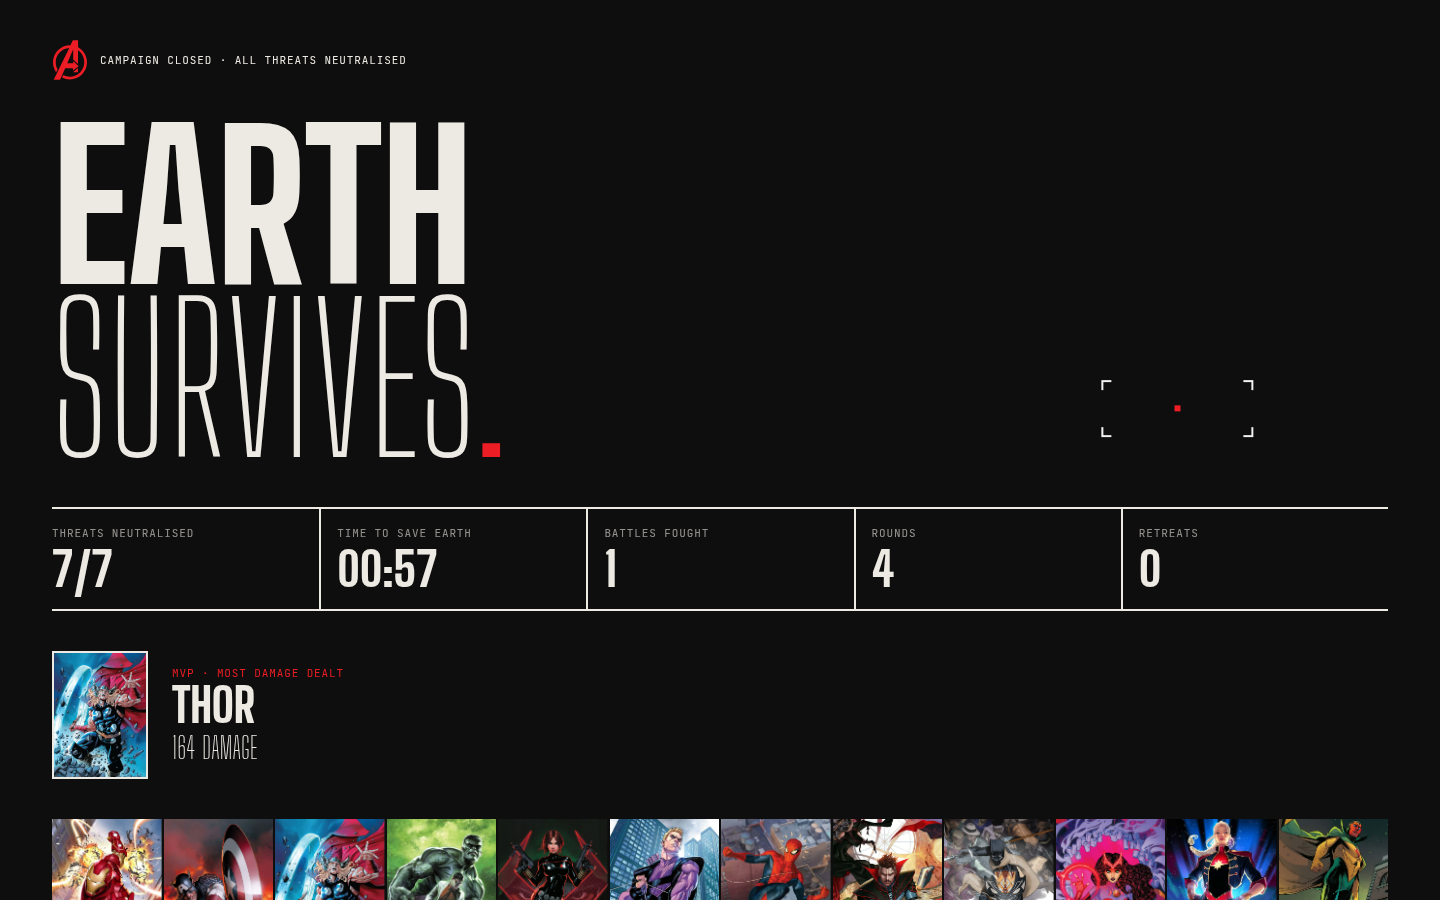 CAMPAIGN CLOSED · ALL THREATS NEUTRALISED
EARTH
SURVIVES.
THREATS NEUTRALISED
7/7
TIME TO SAVE EARTH
00:57
BATTLES FOUGHT
1
ROUNDS
4
RETREATS
0
MVP · MOST DAMAGE DEALT
THOR
164 DAMAGE